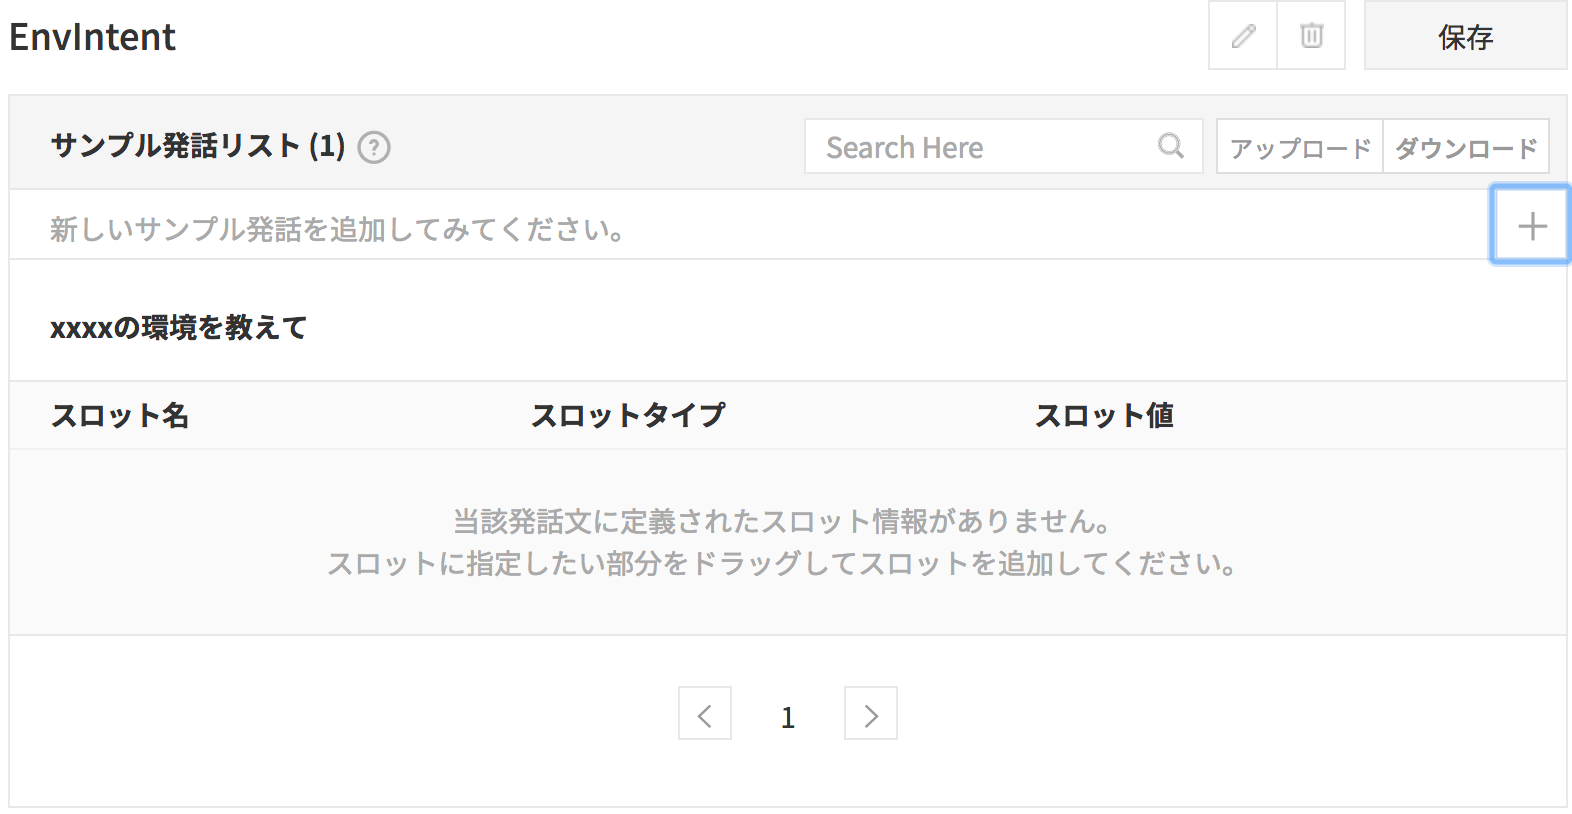 EnvIntent
保存
サンプル発話リスト (1) ?
Search Here
アップロード
ダウンロード
新しいサンプル発話を追加してみてください。
xxxxの環境を教えて
スロット名 スロットタイプ スロット値
当該発話文に定義されたスロット情報がありません。
スロットに指定したい部分をドラッグしてスロットを追加してください。
1